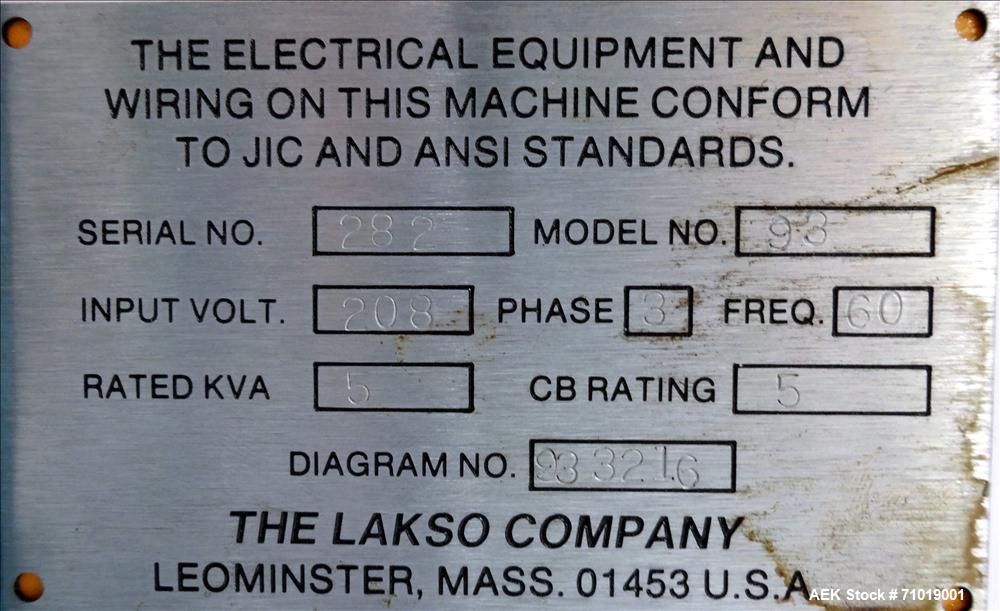 THE ELECTRICAL EQUIPMENT AND
WIRING ON THIS MACHINE CONFORM
TO JIC AND ANSI STANDARDS.
SERIAL NO. 282 MODEL NO. 93
INPUT VOLT. 208 PHASE 3 FREQ. 60
RATED KVA 5 CB RATING 5
DIAGRAM NO. 933216
THE LAKSO COMPANY
LEOMINSTER, MASS. 01453 U.S.A
AEK Stock # 71019001